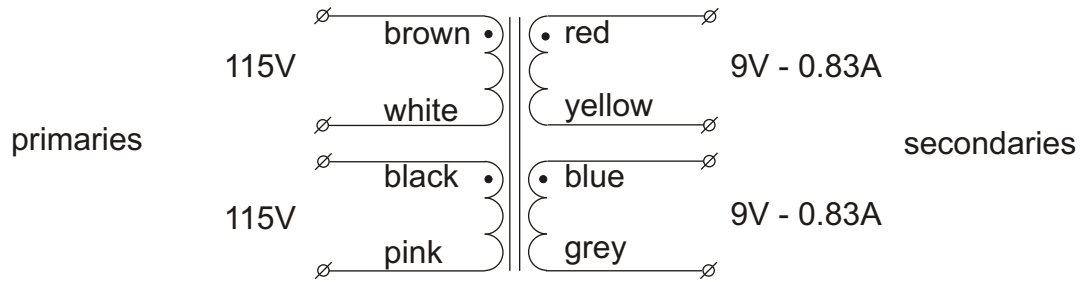 brown
red
115V
9V - 0.83A
white
yellow
primaries
secondaries
black
blue
115V
9V - 0.83A
pink
grey